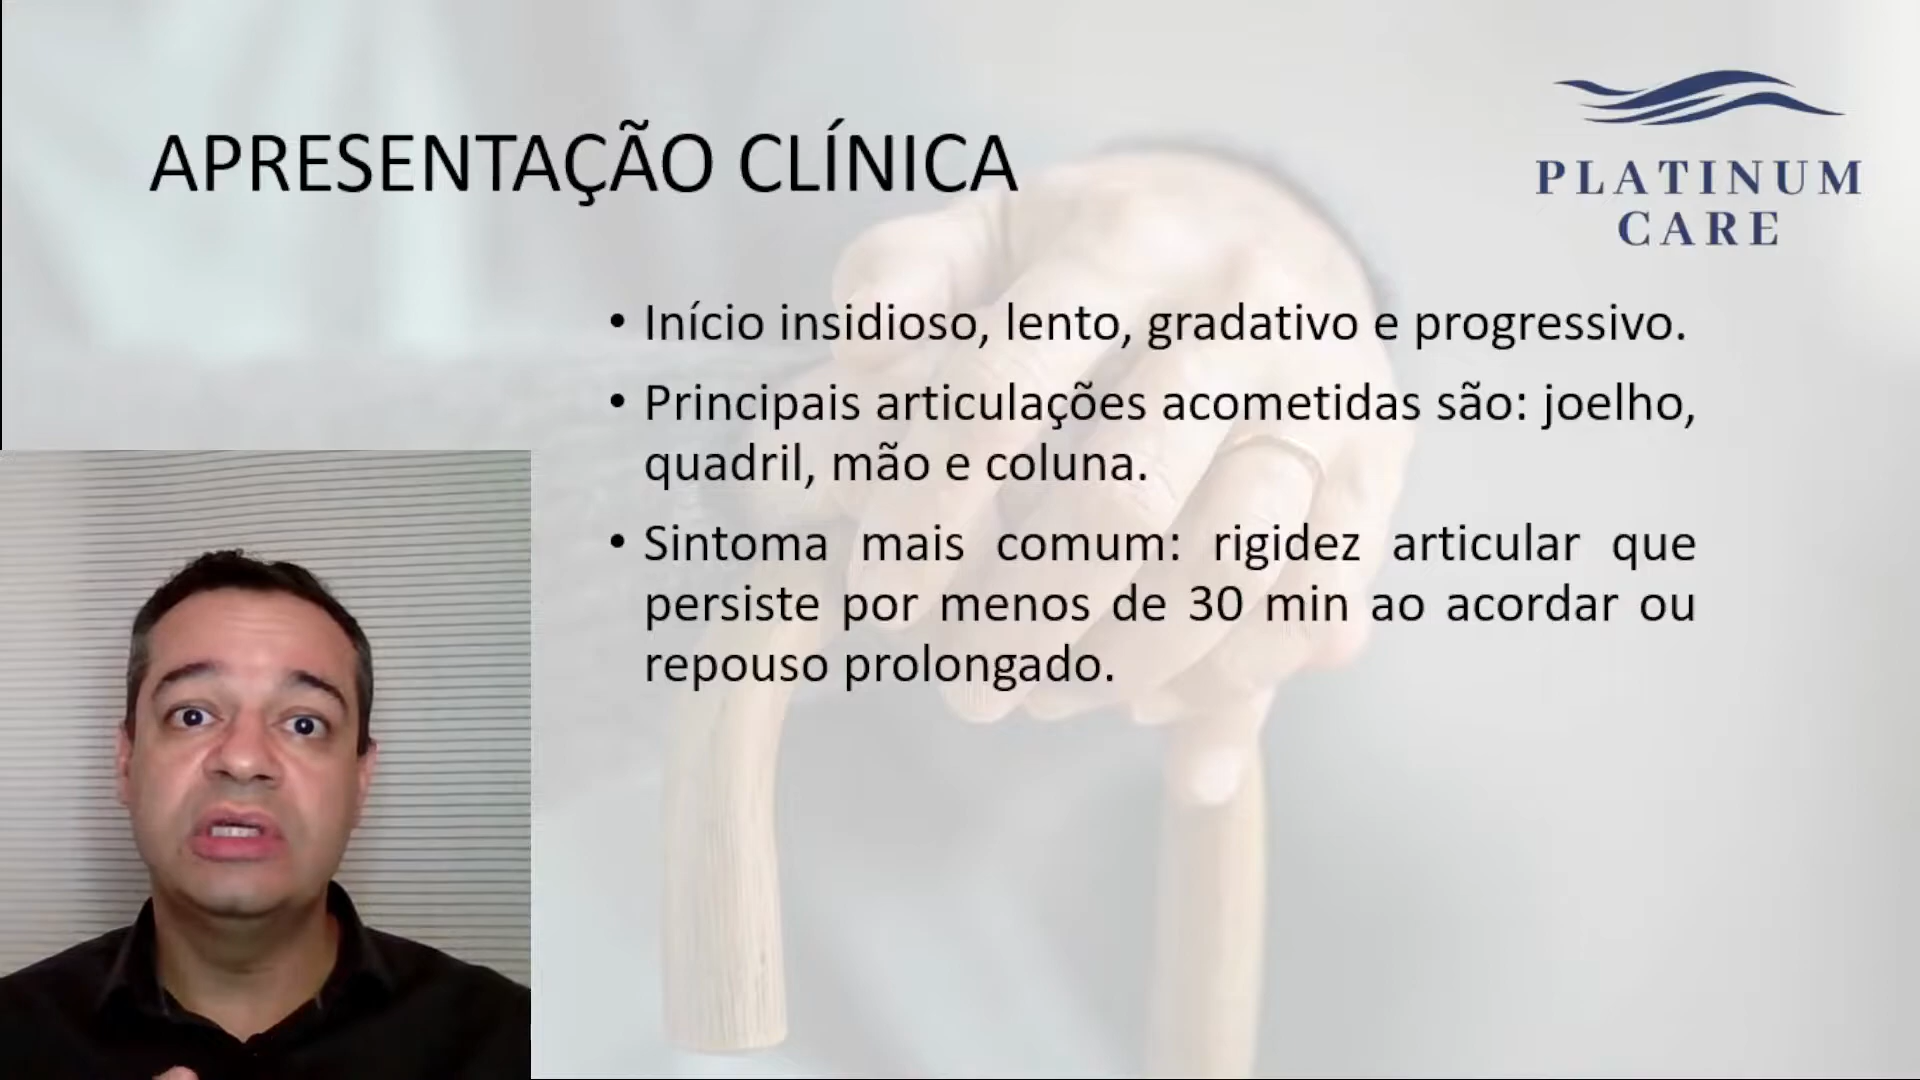 APRESENTAÇÃO CLÍNICA
PLATINUM
CARE
• Início insidioso, lento, gradativo e progressivo.
• Principais articulações acometidas são: joelho,
quadril, mão e coluna.
• Sintoma mais comum: rigidez articular que
persiste por menos de 30 min ao acordar ou
repouso prolongado.